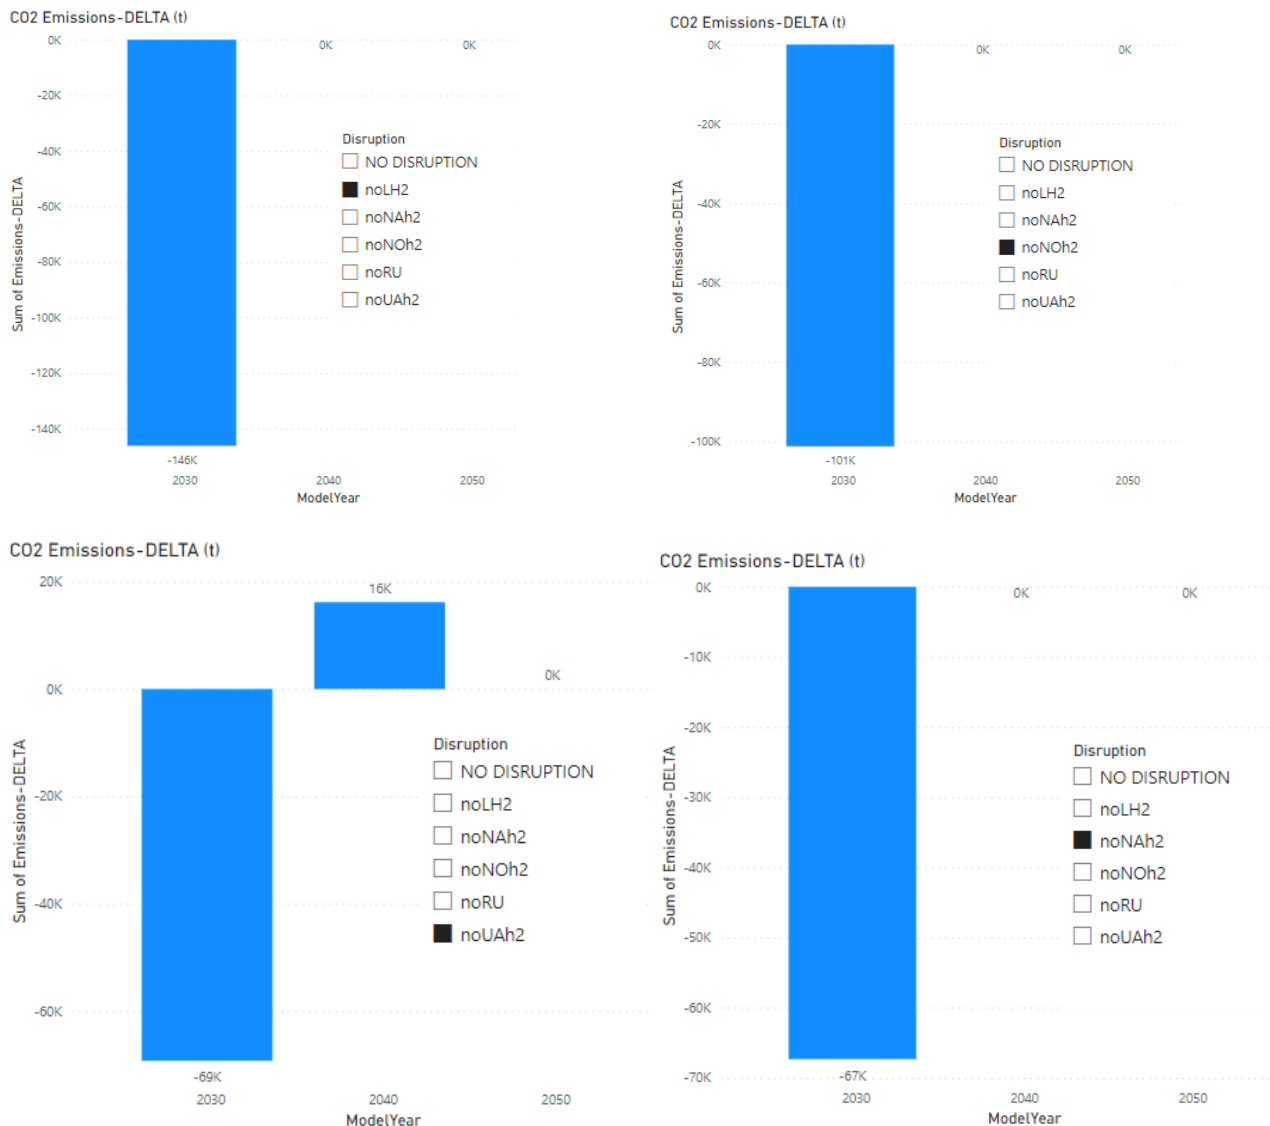 CO2 Emissions-DELTA (t)
0K
-20K
-40K
-60K
-80K
-100K
-120K
-140K
Sum of Emissions-DELTA
0K
0K
-146K
Disruption
NO DISRUPTION
noLH2
noNAh2
noNOh2
noRU
noUAh2
2030
2040
2050
ModelYear
CO2 Emissions-DELTA (t)
0K
-20K
-40K
-60K
-80K
-100K
Sum of Emissions-DELTA
0K
0K
-101K
Disruption
NO DISRUPTION
noLH2
noNAh2
noNOh2
noRU
noUAh2
2030
2040
2050
ModelYear
CO2 Emissions-DELTA (t)
20K
0K
-20K
-40K
-60K
Sum of Emissions-DELTA
16K
0K
-69K
Disruption
NO DISRUPTION
noLH2
noNAh2
noNOh2
noRU
noUAh2
2030
2040
2050
ModelYear
CO2 Emissions-DELTA (t)
0K
-10K
-20K
-30K
-40K
-50K
-60K
-70K
Sum of Emissions-DELTA
0K
0K
-67K
Disruption
NO DISRUPTION
noLH2
noNAh2
noNOh2
noRU
noUAh2
2030
2040
2050
ModelYear